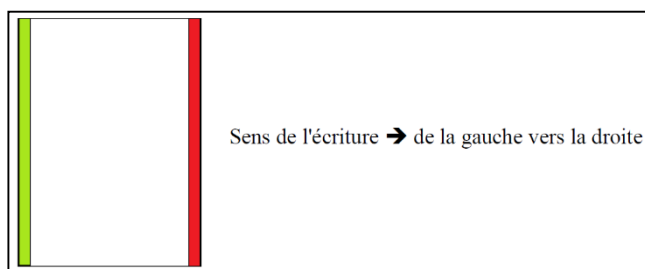 Sens de l'écriture ➔ de la gauche vers la droite